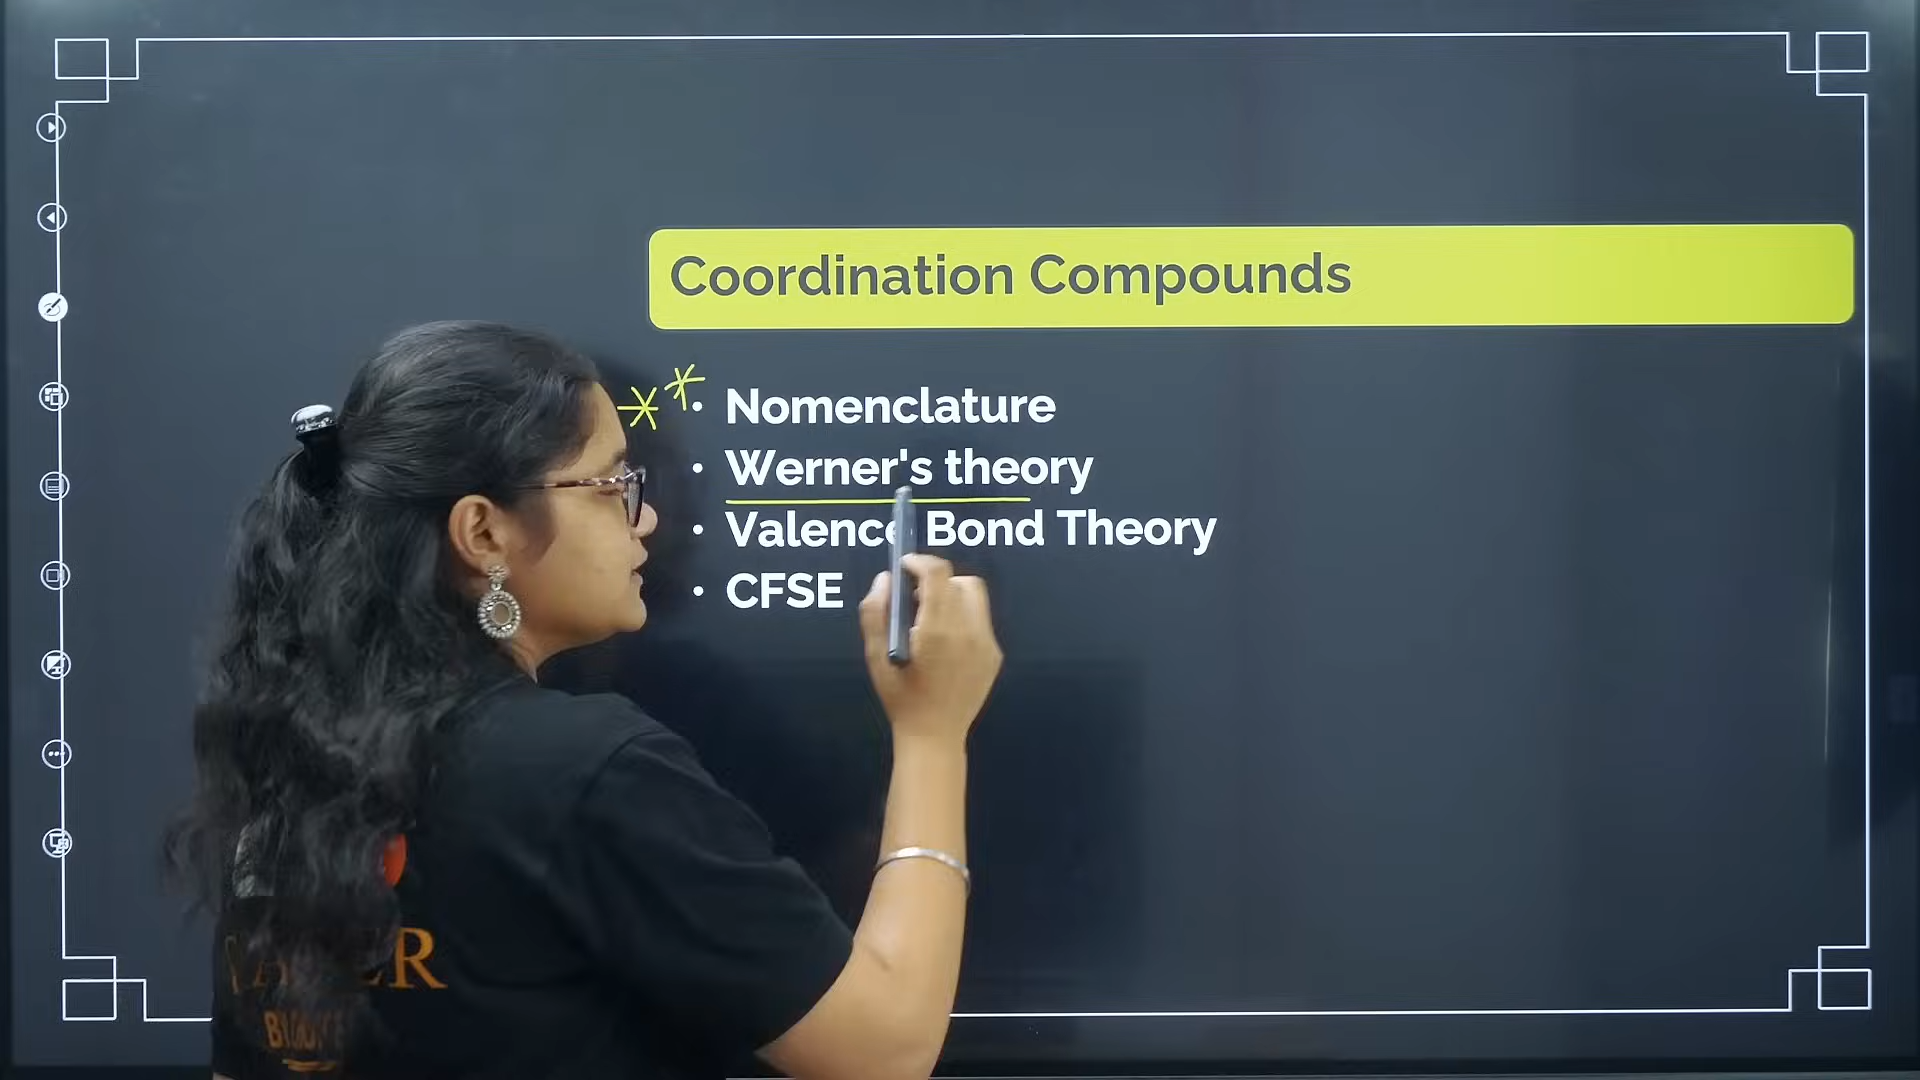 Coordination Compounds
* *
• Nomenclature
• Werner's theory
• Valence Bond Theory
• CFSE